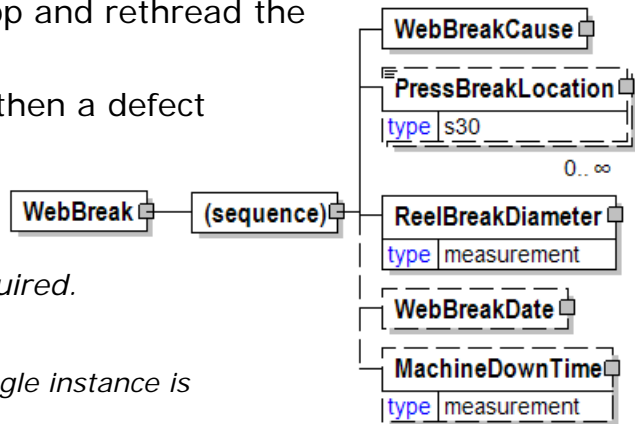 op and rethread the
then a defect
uired.
gle instance is
WebBreak
(sequence)
WebBreakCause
PressBreakLocation
type s30
0.. ∞
ReelBreakDiameter
type measurement
WebBreakDate
MachineDownTime
type measurement